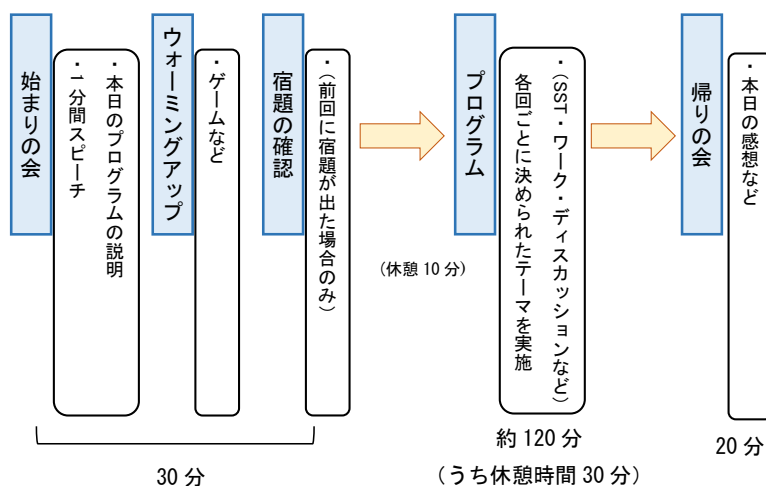 始まりの会
・本日のプログラムの説明
・1分間スピーチ
ウォーミングアップ
・ゲームなど
宿題の確認
・(前回に宿題が出た場合のみ)
(休憩10分)
プログラム
・(SST・ワーク・ディスカッションなど)
各回ごとに決められたテーマを実施
帰りの会
・本日の感想など
30分
約120分
(うち休憩時間30分)
20分